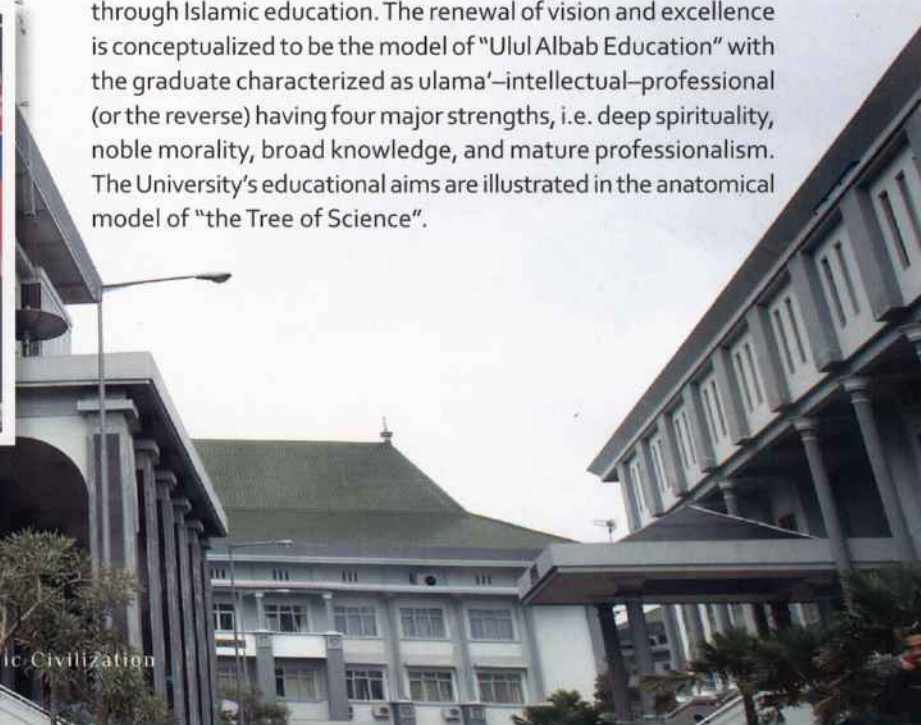 through Islamic education. The renewal of vision and excellence
is conceptualized to be the model of “Ulul Albab Education” with
the graduate characterized as ulama’–intellectual–professional
(or the reverse) having four major strengths, i.e. deep spirituality,
noble morality, broad knowledge, and mature professionalism.
The University’s educational aims are illustrated in the anatomical
model of “the Tree of Science”.
ic Civilization